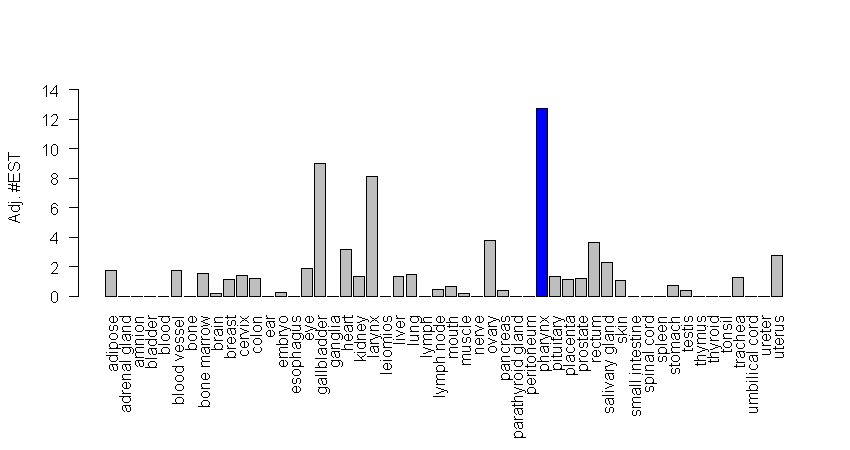 Adj. #EST
14
12
10
8
6
4
2
0
adipose
adrenal gland
amnion
bladder
blood
blood vessel
bone
bone marrow
brain
breast
cervix
colon
ear
embryo
esophagus
eye
gallbladder
ganglia
heart
kidney
larynx
leiomios
liver
lung
lymph
lymph node
mouth
muscle
nerve
ovary
pancreas
parathyroid gland
peritoneum
pharynx
pituitary
placenta
prostate
rectum
salivary gland
skin
small intestine
spinal cord
spleen
stomach
testis
thymus
thyroid
tonsil
trachea
umbilical cord
ureter
uterus